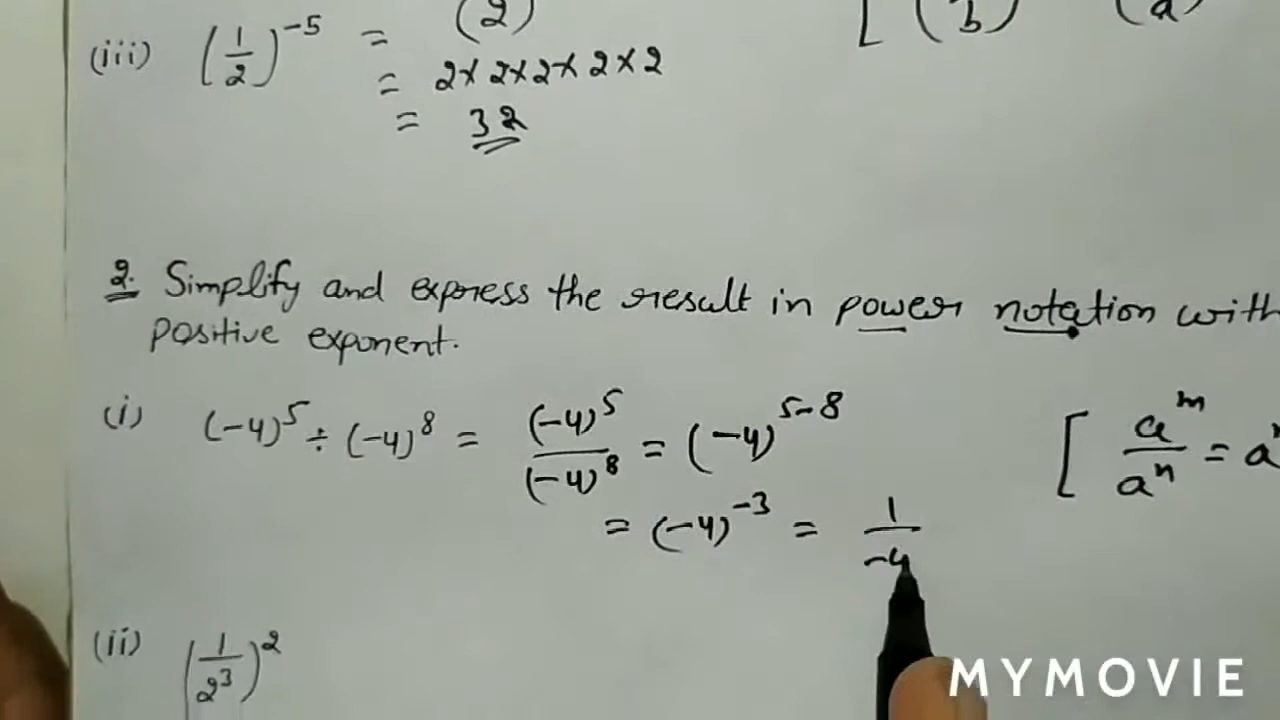 (iii) (1/2)^-5 = (2)
= 2×2×2×2×2
= 32
[ ( b ) ( a )
2. Simplify and express the result in power notation with
positive exponent.
(i) (-4)^5 ÷ (-4)^8 = (-4)^5/(-4)^8 = (-4)^5-8 [ a^m/a^n = a
= (-4)^-3 = 1/-4
(ii) (1/2^3)^2
MYMOVIE